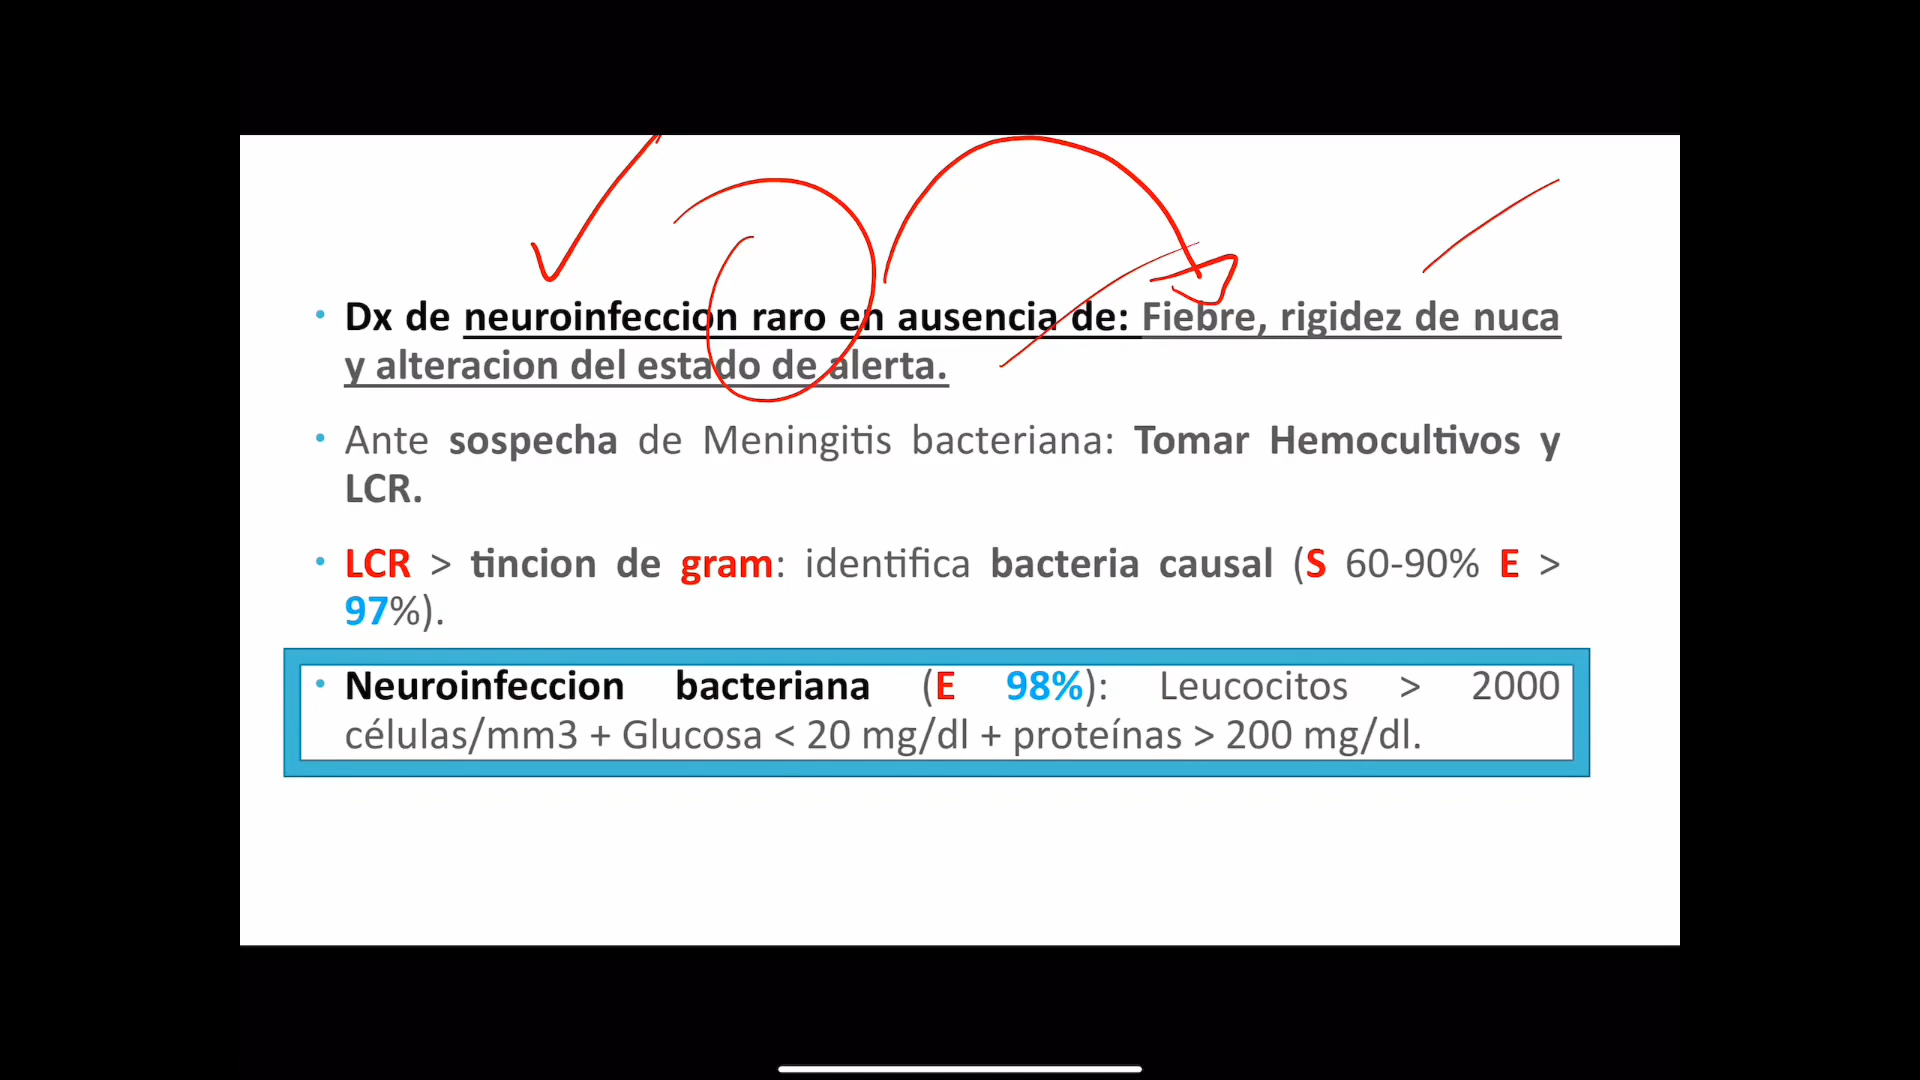 • Dx de neuroinfeccion raro en ausencia de: Fiebre, rigidez de nuca
y alteracion del estado de alerta.
• Ante sospecha de Meningitis bacteriana: Tomar Hemocultivos y
LCR.
• LCR > tincion de gram: identifica bacteria causal (S 60-90% E >
97%).
• Neuroinfeccion bacteriana (E 98%): Leucocitos > 2000
células/mm3 + Glucosa < 20 mg/dl + proteínas > 200 mg/dl.